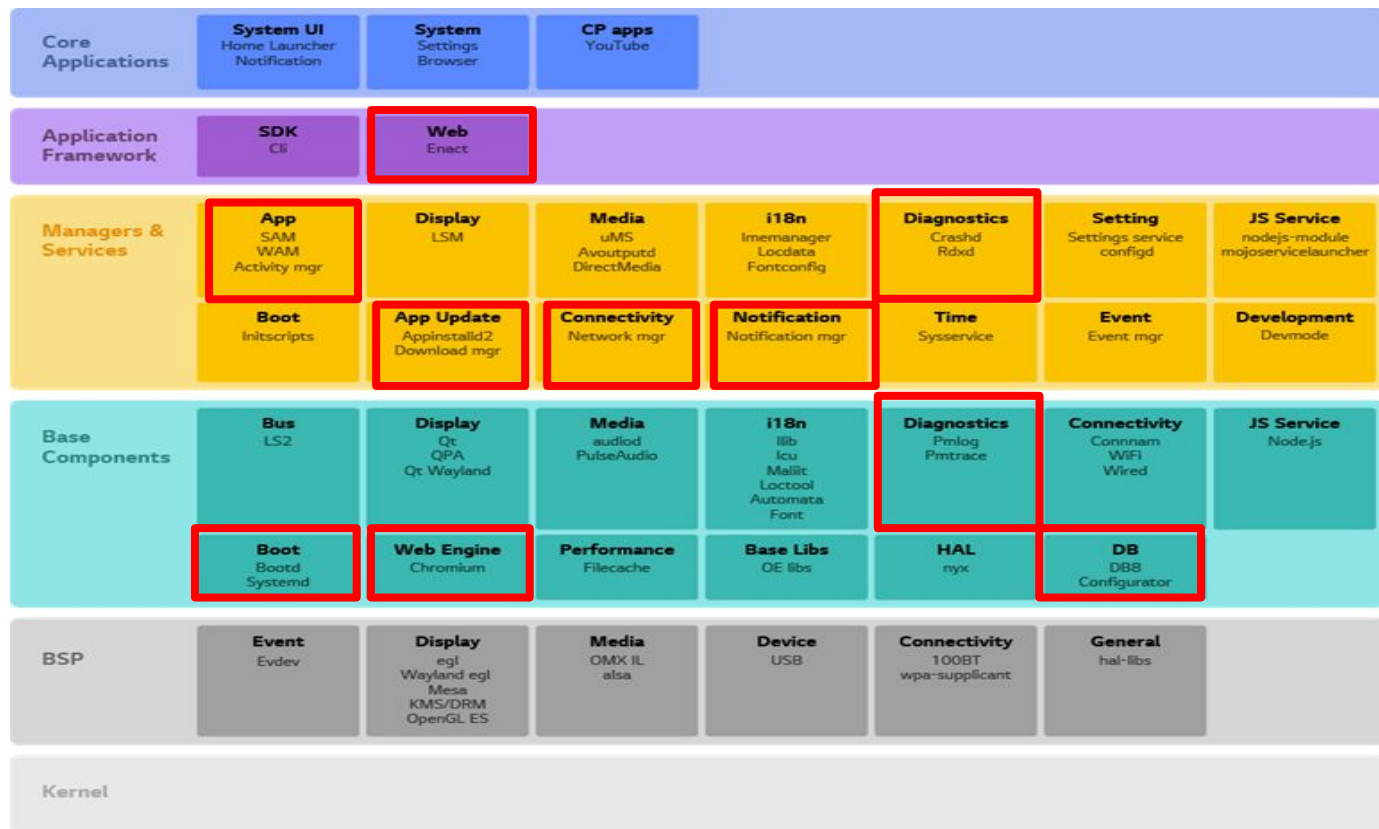 Core
Applications
System UI
Home Launcher
Notification
System
Settings
Browser
CP apps
YouTube
Application
Framework
SDK
Cli
Web
Enact
Managers &
Services
App
SAM
WAM
Activity mgr
Display
LSM
Media
uMS
Avoutputd
DirectMedia
i18n
Imemanager
Locdata
Fontconfig
Diagnostics
Crashd
Rdxd
Setting
Settings service
configd
JS Service
nodejs-module
mojoservicelauncher
Boot
Initscripts
App Update
Appinstalld2
Download mgr
Connectivity
Network mgr
Notification
Notification mgr
Time
Sysservice
Event
Event mgr
Development
Devmode
Base
Components
Bus
LS2
Display
Qt
QPA
Qt Wayland
Media
audiod
PulseAudio
i18n
Ilib
Icu
Maliit
Loctool
Automata
Font
Diagnostics
Pmlog
Pmtrace
Connectivity
Connnam
WiFi
Wired
JS Service
Node.js
Boot
Bootd
Systemd
Web Engine
Chromium
Performance
Filecache
Base Libs
OE libs
HAL
nyx
DB
DB8
Configurator
BSP
Event
Evdev
Display
egl
Wayland egl
Mesa
KMS/DRM
OpenGL ES
Media
OMX IL
alsa
Device
USB
Connectivity
100BT
wpa-supplicant
General
hal-libs
Kernel